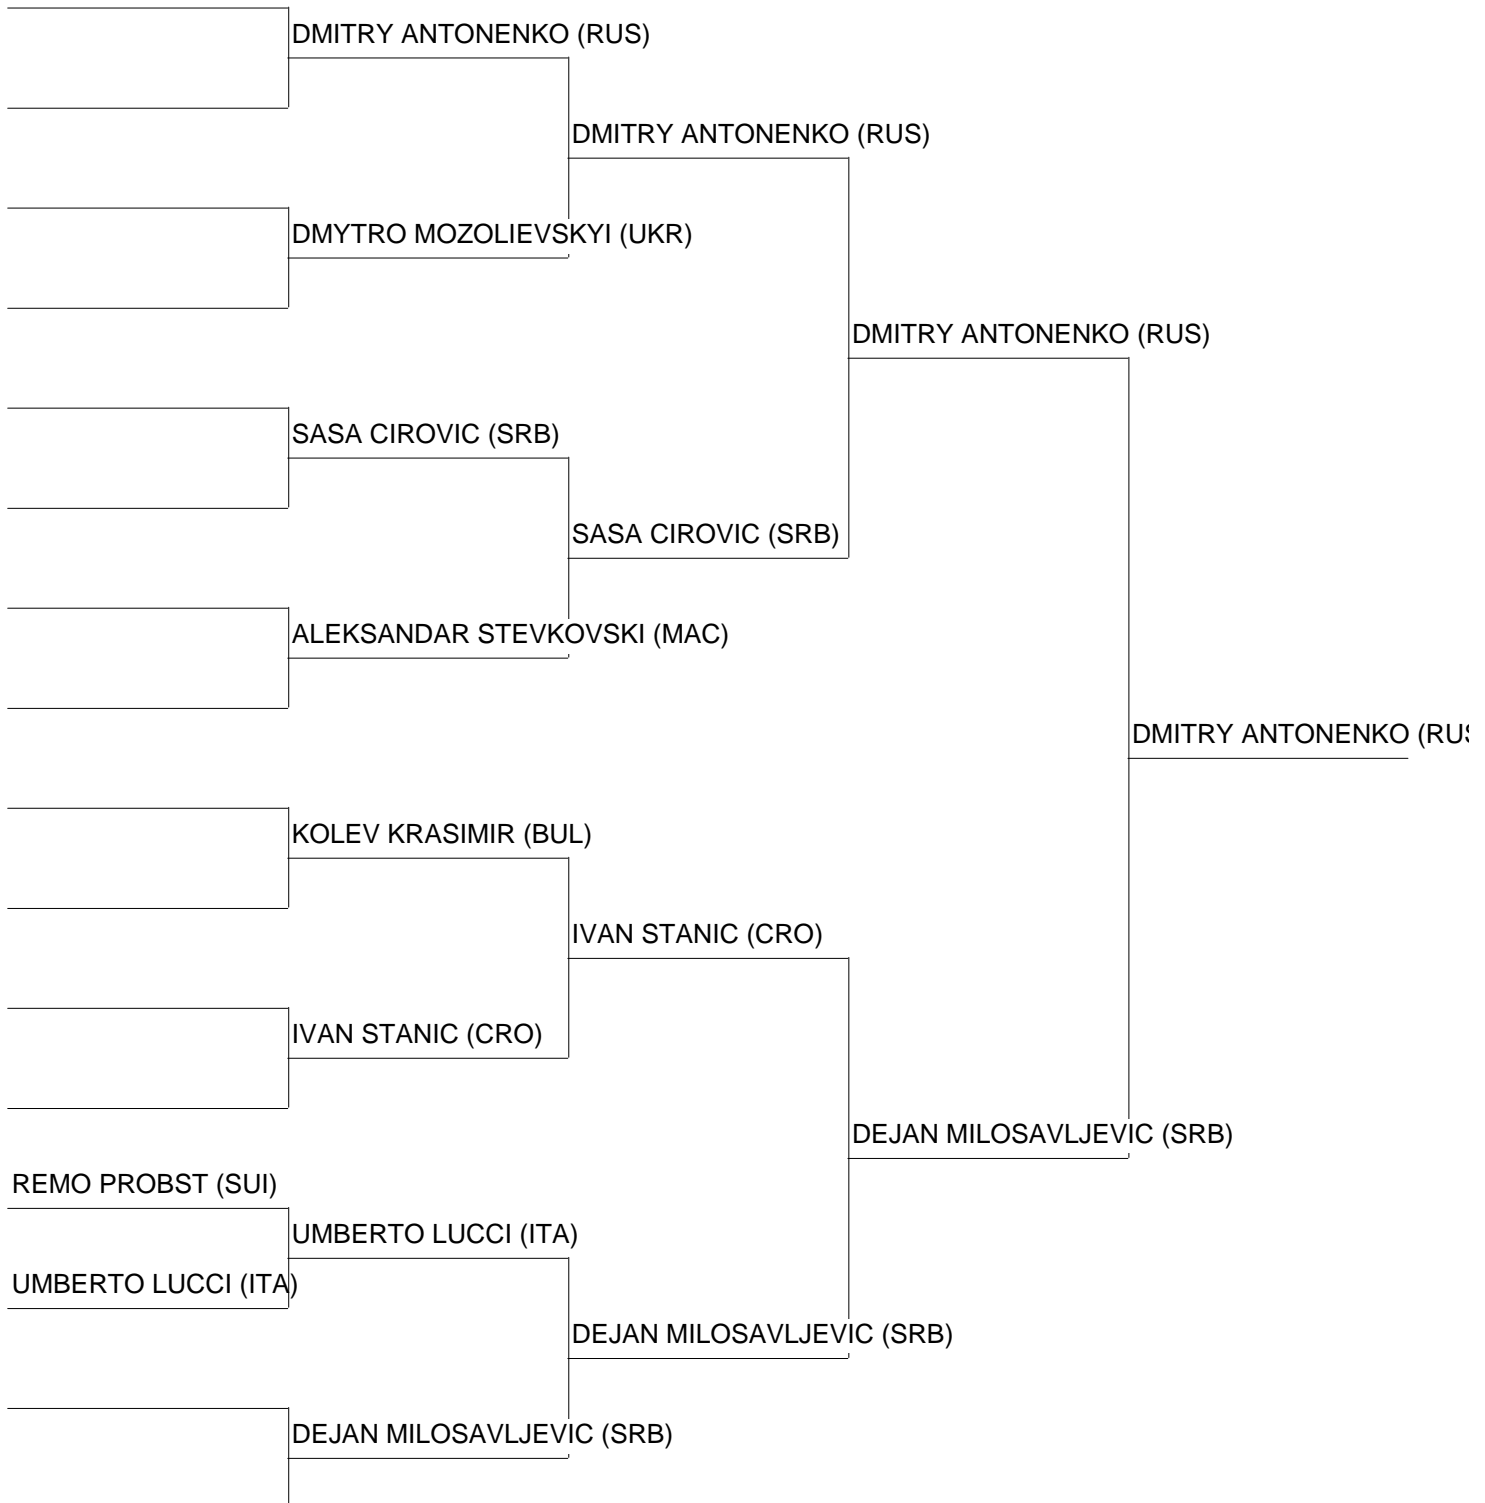 DMITRY ANTONENKO (RUS)
DMITRY ANTONENKO (RUS)
DMYTRO MOZOLIEVSKYI (UKR)
DMITRY ANTONENKO (RUS)
SASA CIROVIC (SRB)
SASA CIROVIC (SRB)
ALEKSANDAR STEVKOVSKI (MAC)
DMITRY ANTONENKO (RUS
KOLEV KRASIMIR (BUL)
IVAN STANIC (CRO)
IVAN STANIC (CRO)
DEJAN MILOSAVLJEVIC (SRB)
REMO PROBST (SUI)
UMBERTO LUCCI (ITA)
UMBERTO LUCCI (ITA)
DEJAN MILOSAVLJEVIC (SRB)
DEJAN MILOSAVLJEVIC (SRB)